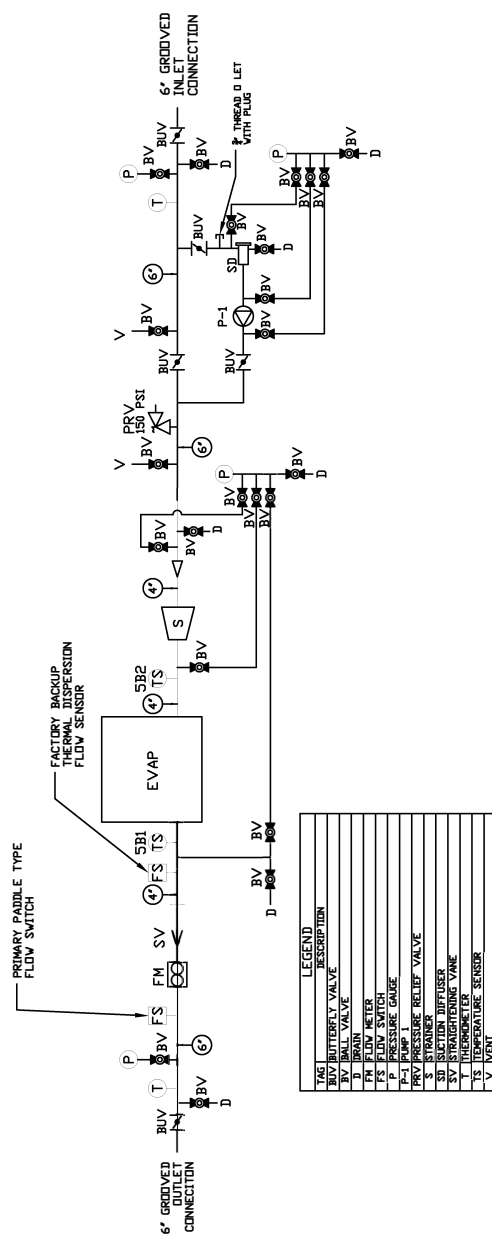 6" GROOVED
OUTLET
CONNECITON
BUV
BV
D
T
P
BV
6"
FS
PRIMARY PADDLE TYPE
FLOW SWITCH
FM
SV
4"
FS
TS
5B1
FACTORY BACKUP
THERMAL DISPERSION
FLOW SENSOR
D
BV
BV
EVAP
4"
TS
5B2
BV
S
4"
BV
BV
D
P
BV
BV
BV
BV
D
V
BV
6"
PRV
150 PSI
BUV
BUV
V
BV
6"
P-1
BV
BV
SD
BV
D
BUV
BV
3/4" THREAD O LET
WITH PLUG
T
P
BV
BV
D
BUV
6" GROOVED
INLET
CONNECTION
P
BV
BV
BV
BV
D
LEGEND
TAG DESCRIPTION
BUV BUTTERFLY VALVE
BV BALL VALVE
D DRAIN
FM FLOW METER
FS FLOW SWITCH
P PRESSURE GAUGE
P-1 PUMP 1
PRV PRESSURE RELIEF VALVE
S STRAINER
SD SUCTION DIFFUSER
SV STRAIGHTENING VANE
T THERMOMETER
TS TEMPERATURE SENSOR
V VENT